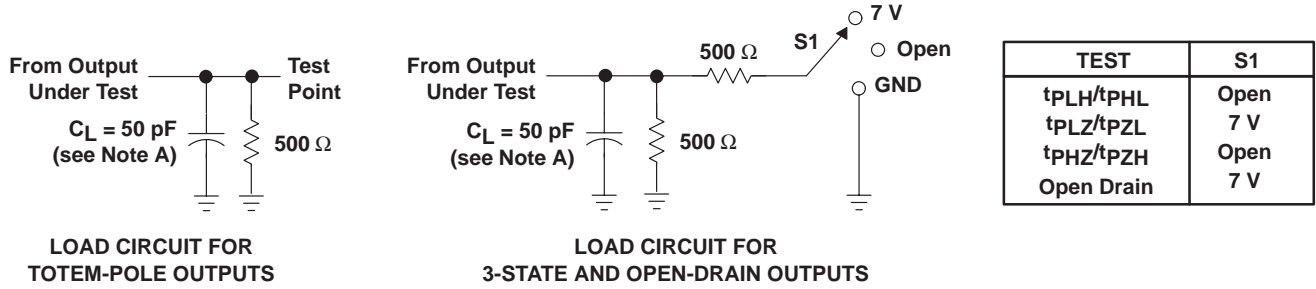 From Output
Under Test
Test
Point
CL = 50 pF
(see Note A)
500 Ω
LOAD CIRCUIT FOR
TOTEM-POLE OUTPUTS
From Output
Under Test
500 Ω
S1
7 V
Open
GND
CL = 50 pF
(see Note A)
500 Ω
LOAD CIRCUIT FOR
3-STATE AND OPEN-DRAIN OUTPUTS
TEST S1
tPLH/tPHL Open
tPLZ/tPZL 7 V
tPHZ/tPZH Open
Open Drain 7 V